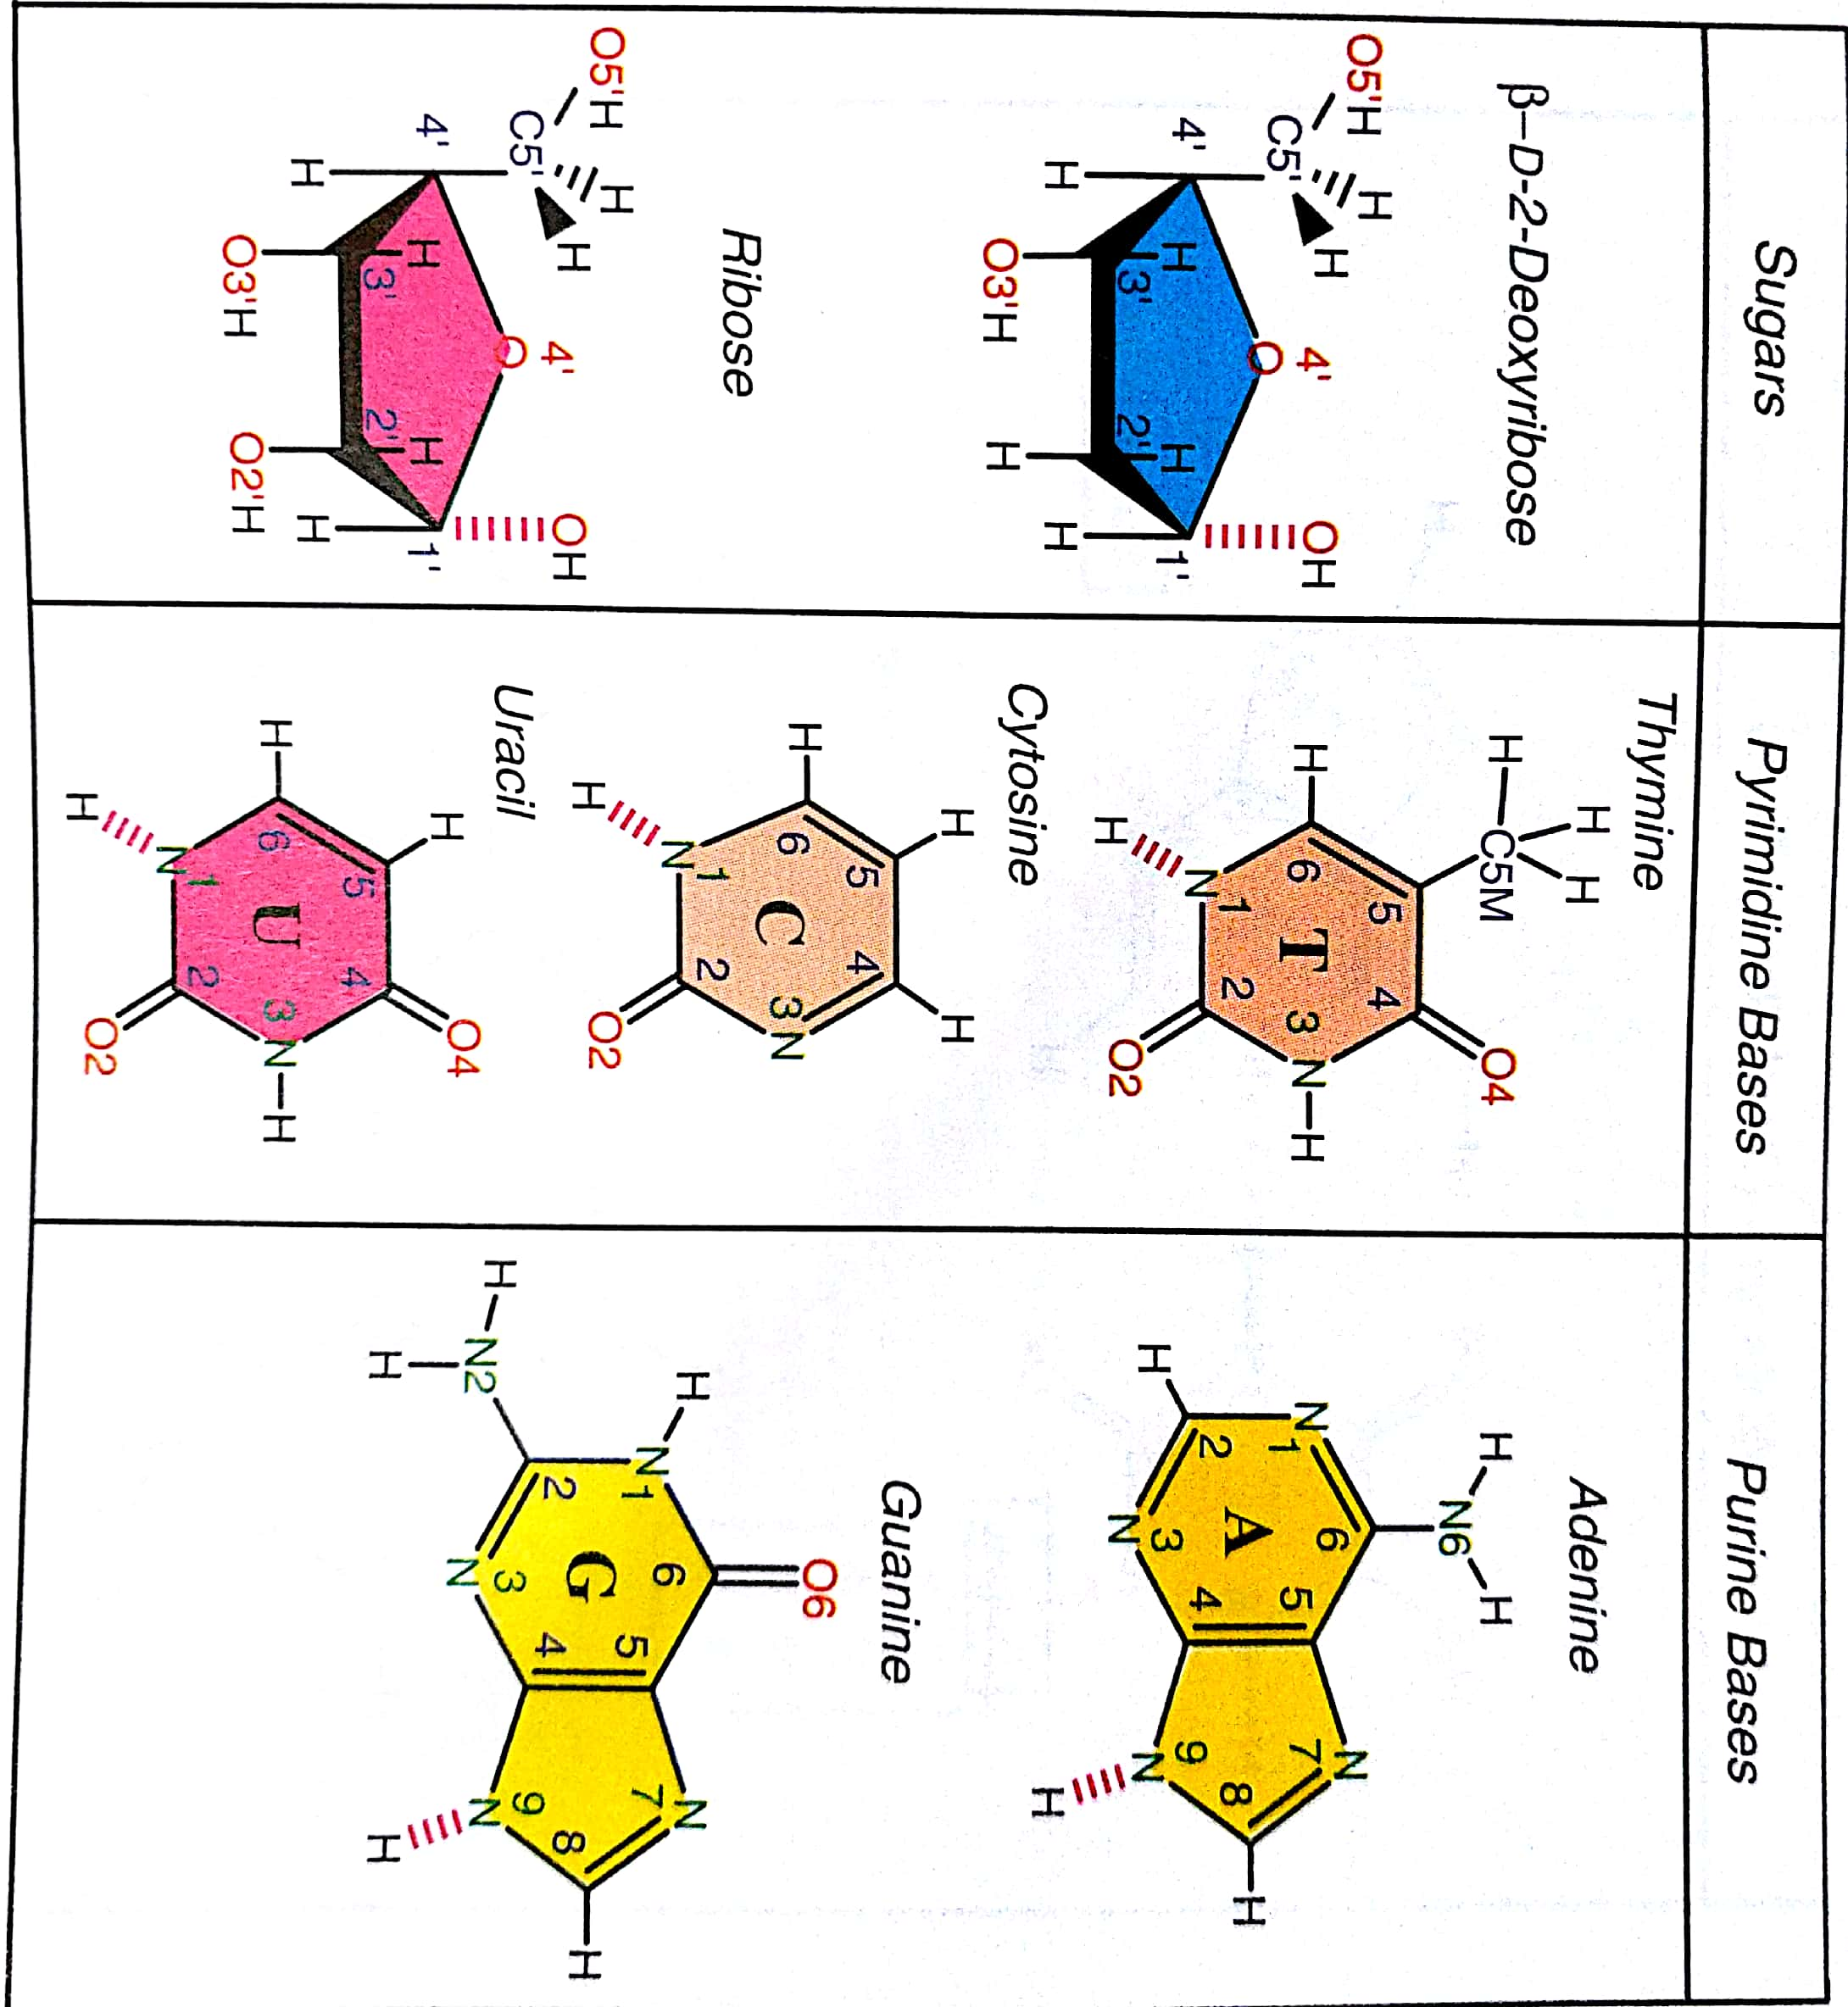 Sugars
Pyrimidine Bases
Purine Bases
β–D-2-Deoxyribose
O5'H
H
C5'
H
O
4'
4'
H
H
3'
2'
H
OH
1'
H
O3'H
H
Ribose
O5'H
H
C5'
H
O
4'
4'
H
H
3'
2'
H
OH
1'
H
O3'H
O2'H
Thymine
H
H
H
C5M
O4
5
4
H
6
T
3
N
H
1
2
N
H
O2
Cytosine
H
H
5
4
H
6
C
3
N
1
2
N
H
O2
Uracil
H
O4
5
4
H
6
U
3
N
H
1
2
N
H
O2
Adenine
H
N6
H
6
N
1
5
7
N
A
8
H
2
3
4
9
H
N
N
H
Guanine
O6
H
6
N
1
5
7
N
G
8
H
2
3
4
9
H
N2
N
N
H
H